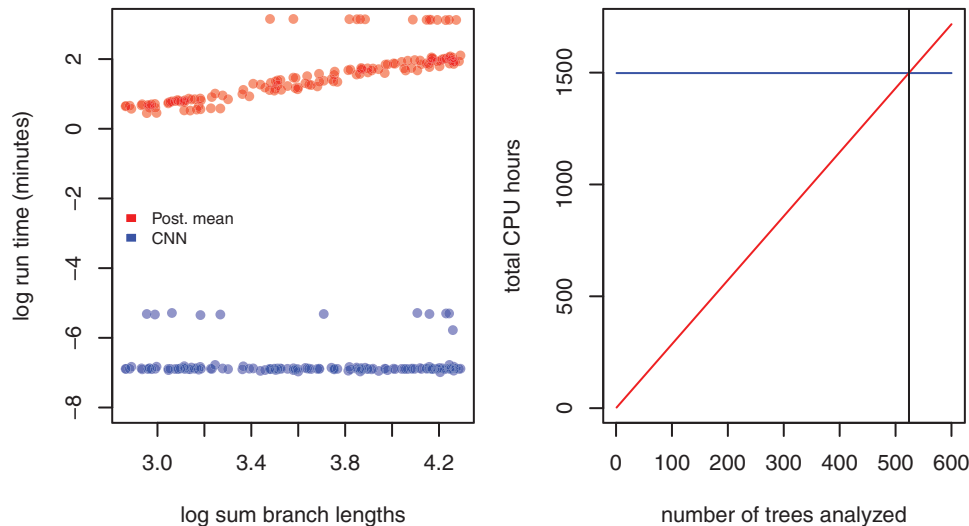 log run time (minutes)
2
0
−2
−4
−6
−8
Post. mean
CNN
3.0 3.4 3.8 4.2
log sum branch lengths
total CPU hours
1500
1000
500
0
0 100 200 300 400 500 600
number of trees analyzed